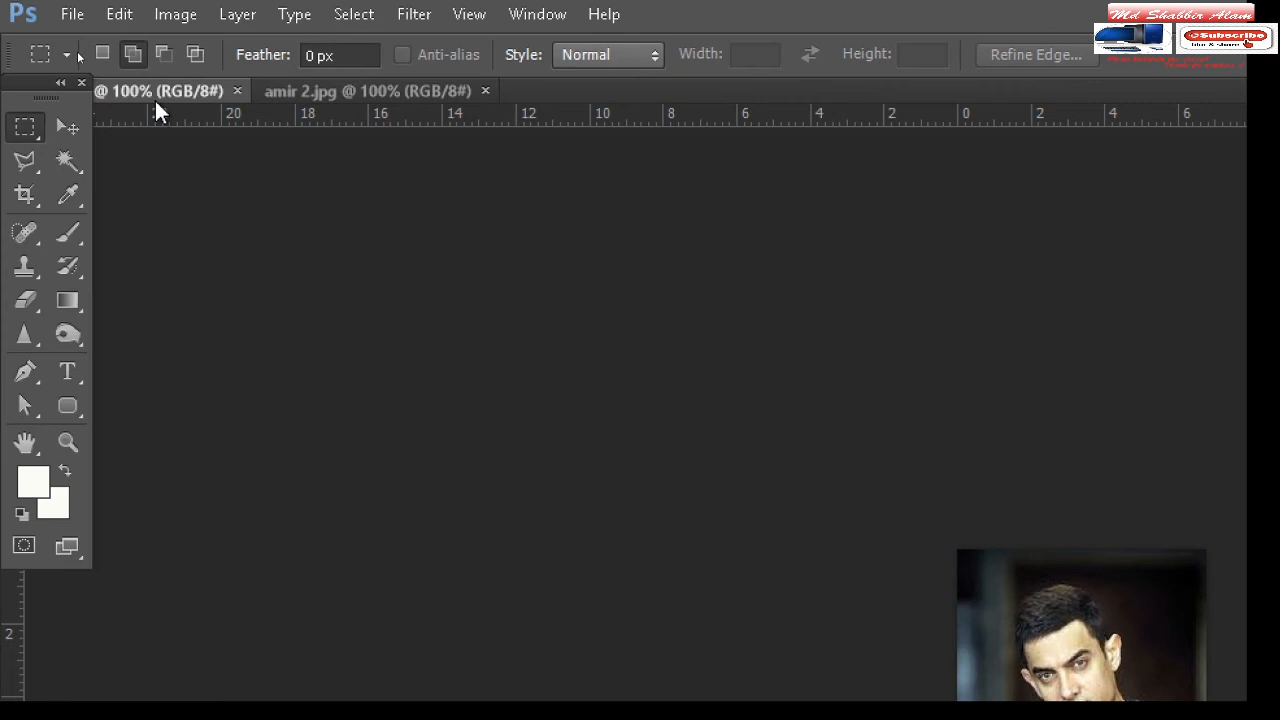 Ps File Edit Image Layer Type Select Filter View Window Help
Md Shabbir Alam
Subscribe
Feather: 0 px Anti-alias Style: Normal Width: Height: Refine Edge...
@ 100% (RGB/8#) × amir 2.jpg @ 100% (RGB/8#) ×
20 18 16 14 12 10 8 6 4 2 0 2 4 6
T
2